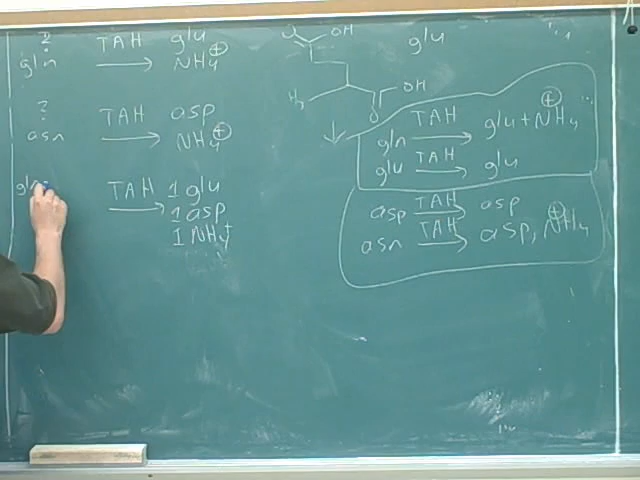 ? TAH glu
gln → NH4⊕
? TAH asp
asn → NH4⊕
gln TAH 1 glu
→ 1 asp
1 NH4+
O OH glu
H2 OH
O
gln TAH → glu + NH4⊕
glu TAH → glu
asp TAH → asp
asn TAH → asp, NH4⊕